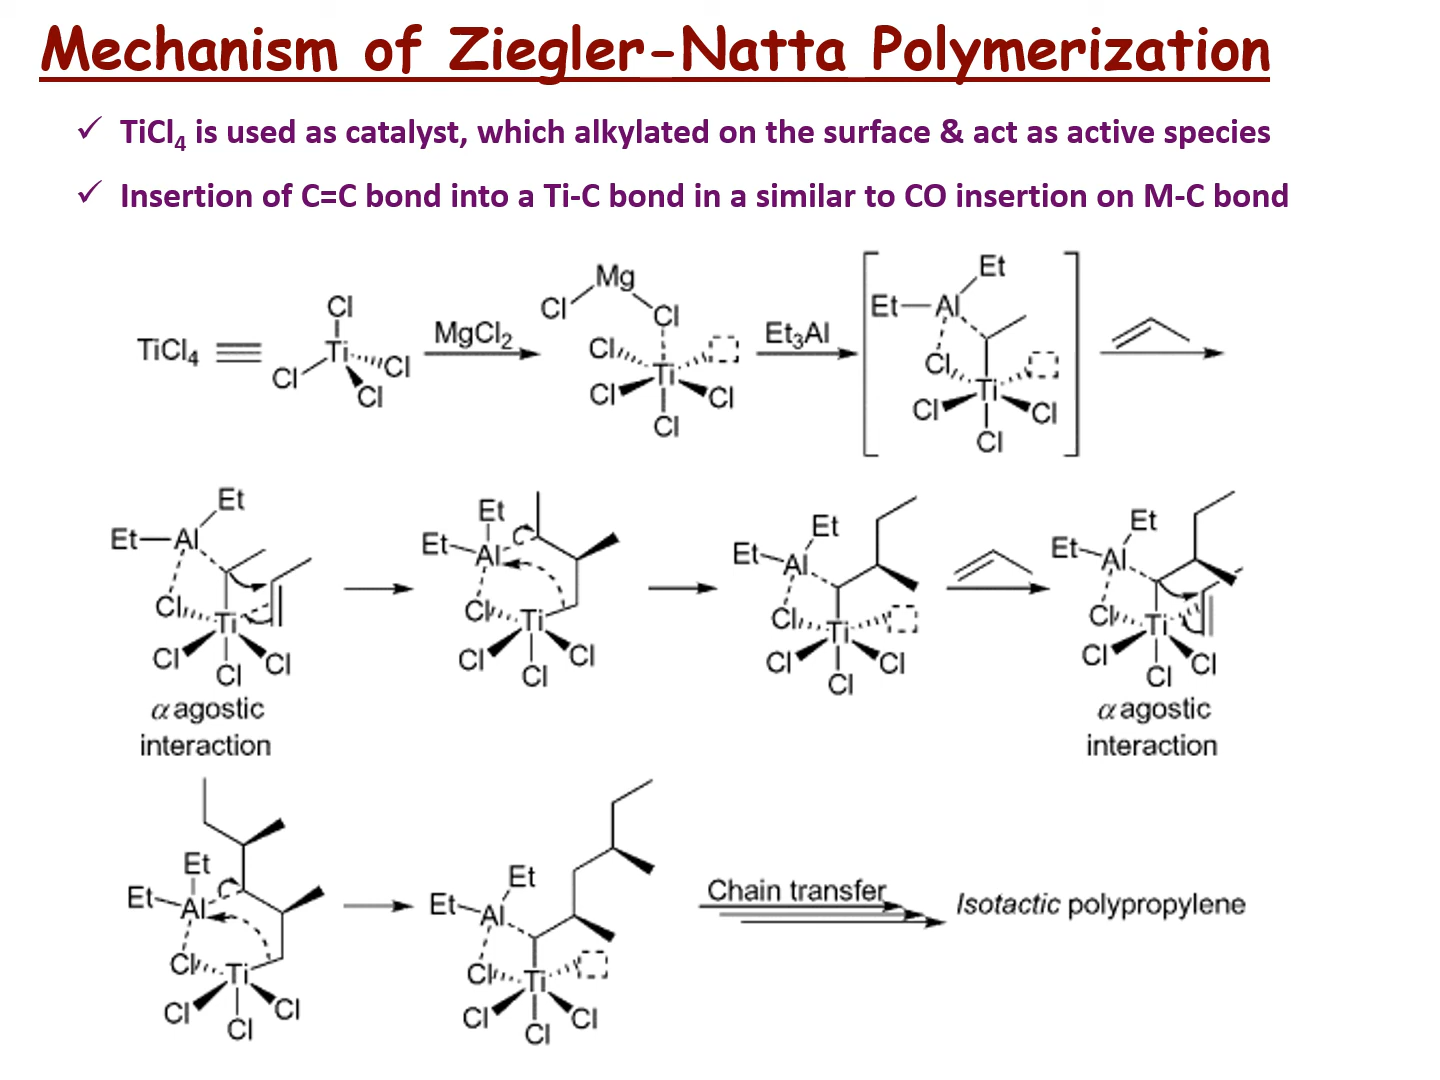 Mechanism of Ziegler-Natta Polymerization
✓ TiCl4 is used as catalyst, which alkylated on the surface & act as active species
✓ Insertion of C=C bond into a Ti-C bond in a similar to CO insertion on M-C bond
TiCl4
Cl
Ti
Cl
Cl
Cl
MgCl2
Mg
Cl
Cl
Cl
Ti
Cl
Cl
Cl
Et3Al
Et
Et
Al
Cl
Ti
Cl
Cl
Cl
Et
Et
Al
Cl
Ti
Cl
Cl
Cl
α agostic
interaction
Et
Et
Al
Cl
Ti
Cl
Cl
Cl
Et
Et
Al
Cl
Ti
Cl
Cl
Cl
Et
Et
Al
Cl
Ti
Cl
Cl
Cl
α agostic
interaction
Et
Et
Al
Cl
Ti
Cl
Cl
Cl
Et
Et
Al
Cl
Ti
Cl
Cl
Cl
Chain transfer
Isotactic polypropylene